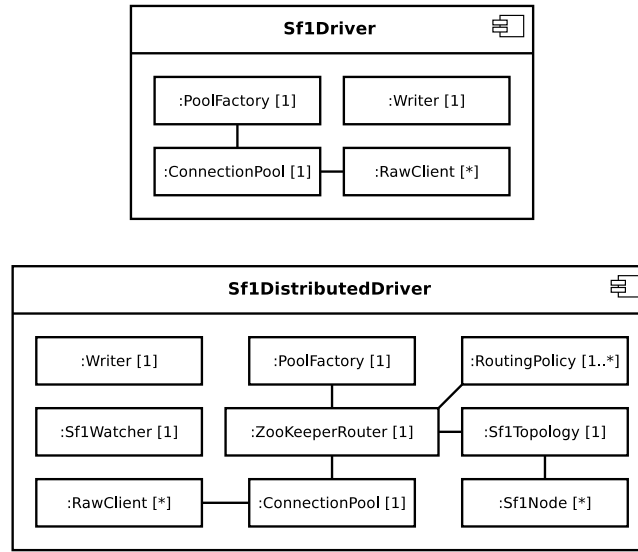 Sf1Driver
:PoolFactory [1]
:Writer [1]
:ConnectionPool [1]
:RawClient [*]
Sf1DistributedDriver
:Writer [1]
:PoolFactory [1]
:RoutingPolicy [1..*]
:Sf1Watcher [1]
:ZooKeeperRouter [1]
:Sf1Topology [1]
:RawClient [*]
:ConnectionPool [1]
:Sf1Node [*]